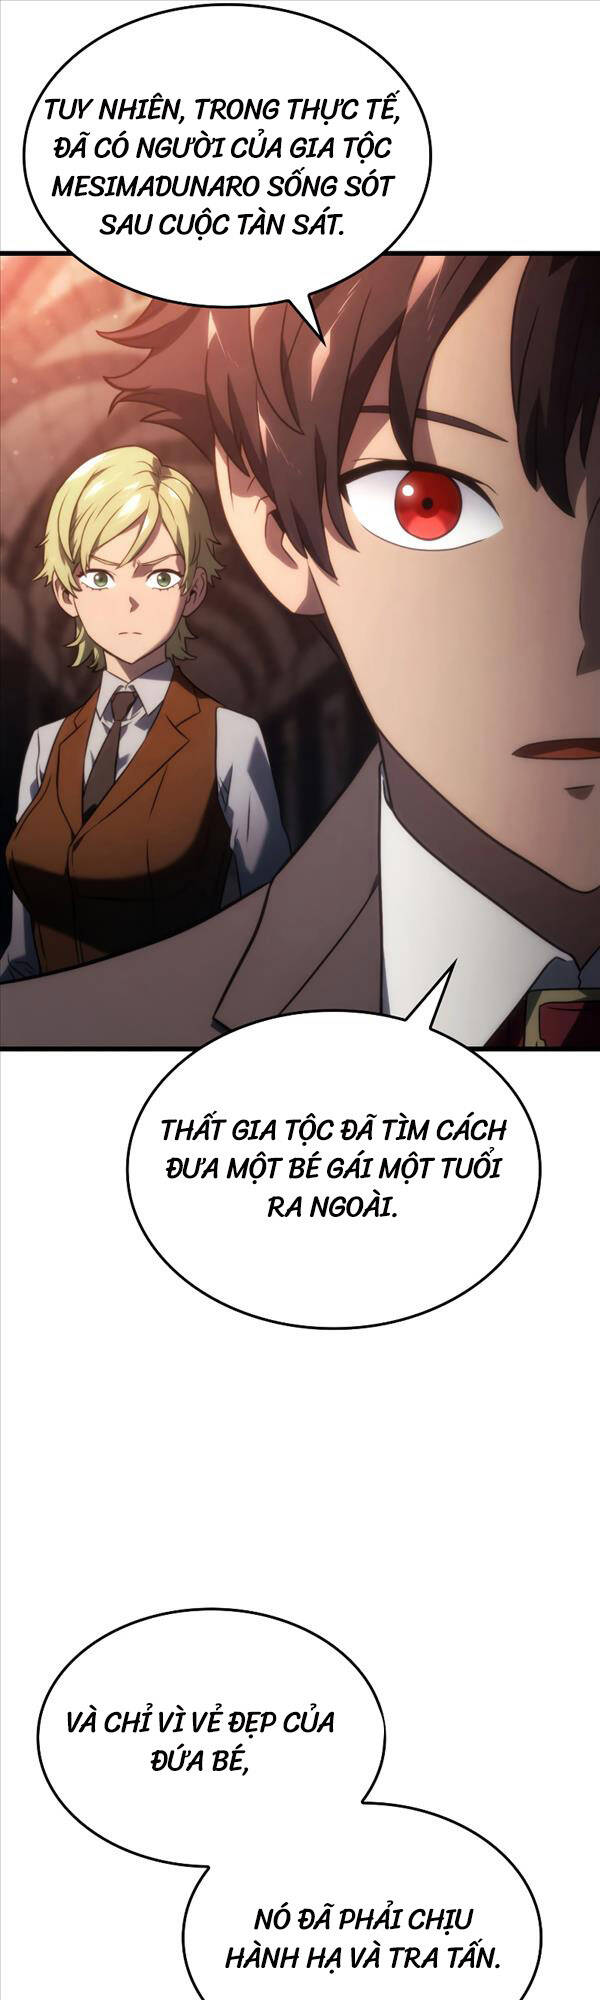 TUY NHIÊN, TRONG THỰC TẾ,
ĐÃ CÓ NGƯỜI CỦA GIA TỘC
MESIMADUNARO SỐNG SÓT
SAU CUỘC TÀN SÁT.
THẤT GIA TỘC ĐÃ TÌM CÁCH
ĐƯA MỘT BÉ GÁI MỘT TUỔI
RA NGOÀI.
VÀ CHỈ VÌ VẺ ĐẸP CỦA
ĐỨA BÉ,
NÓ ĐÃ PHẢI CHỊU
HÀNH HẠ VÀ TRA TẤN.